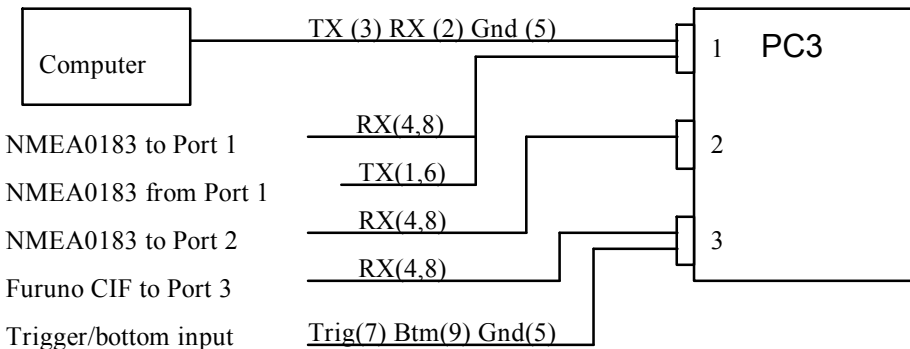 TX (3) RX (2) Gnd (5)
1 PC3
Computer
RX(4,8)
NMEA0183 to Port 1
2
TX(1,6)
NMEA0183 from Port 1
RX(4,8)
NMEA0183 to Port 2
3
RX(4,8)
Furuno CIF to Port 3
Trigger/bottom input Trig(7) Btm(9) Gnd(5)